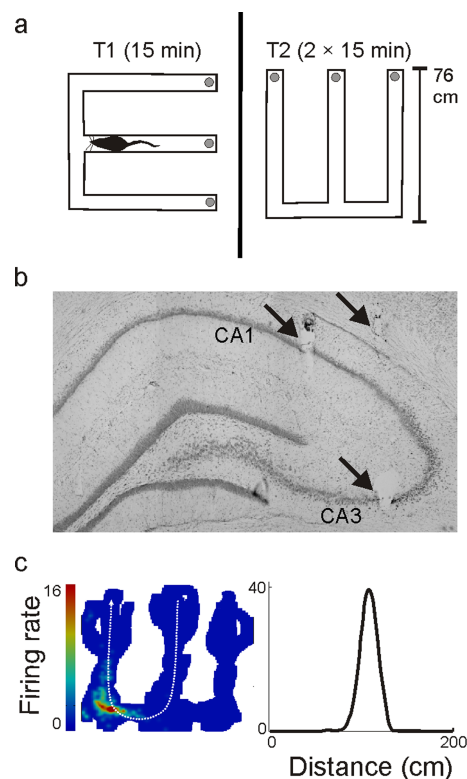 a
T1 (15 min)
T2 (2 × 15 min)
76
cm
b
CA1
CA3
c
16
Firing rate
0
40
0
0
200
Distance (cm)